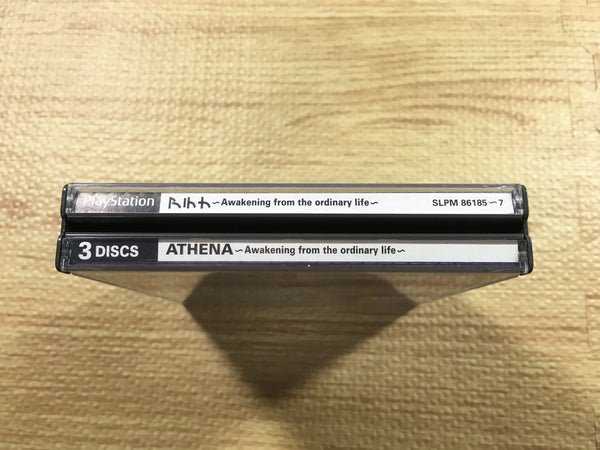 PlayStation アテナ ~Awakening from the ordinary life~ SLPM 86185~7
3 DISCS ATHENA ~Awakening from the ordinary life~